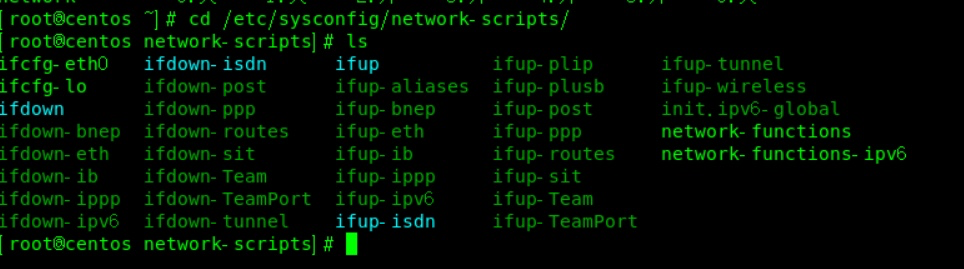 [root@centos ~]# cd /etc/sysconfig/network-scripts/
[root@centos network-scripts]# ls
ifcfg-eth0 ifdown-isdn ifup ifup-plip ifup-tunnel
ifcfg-lo ifdown-post ifup-aliases ifup-plusb ifup-wireless
ifdown ifdown-ppp ifup-bnep ifup-post init.ipv6-global
ifdown-bnep ifdown-routes ifup-eth ifup-ppp network-functions
ifdown-eth ifdown-sit ifup-ib ifup-routes network-functions-ipv6
ifdown-ib ifdown-Team ifup-ippp ifup-sit
ifdown-ippp ifdown-TeamPort ifup-ipv6 ifup-Team
ifdown-ipv6 ifdown-tunnel ifup-isdn ifup-TeamPort
[root@centos network-scripts]#